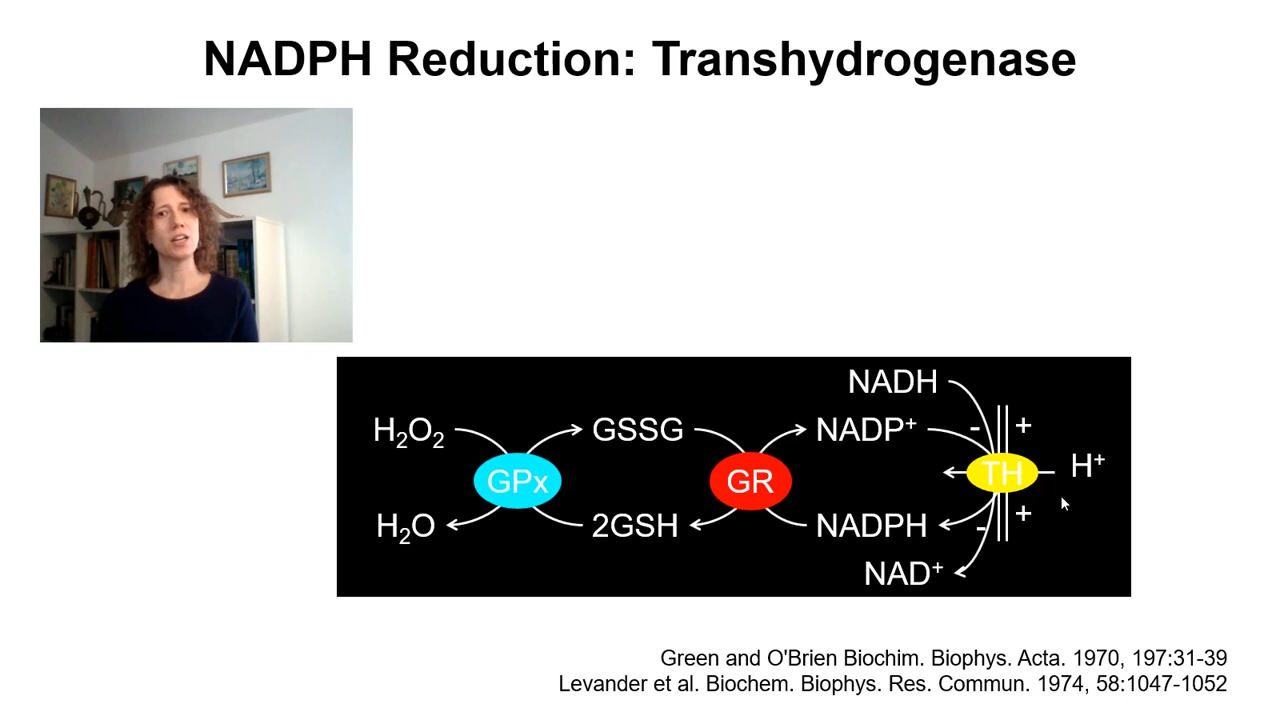 NADPH Reduction: Transhydrogenase
NADH
H₂O₂ GSSG NADP⁺ - +
GPx GR TH H⁺
H₂O 2GSH NADPH - +
NAD⁺
Green and O'Brien Biochim. Biophys. Acta. 1970, 197:31-39
Levander et al. Biochem. Biophys. Res. Commun. 1974, 58:1047-1052